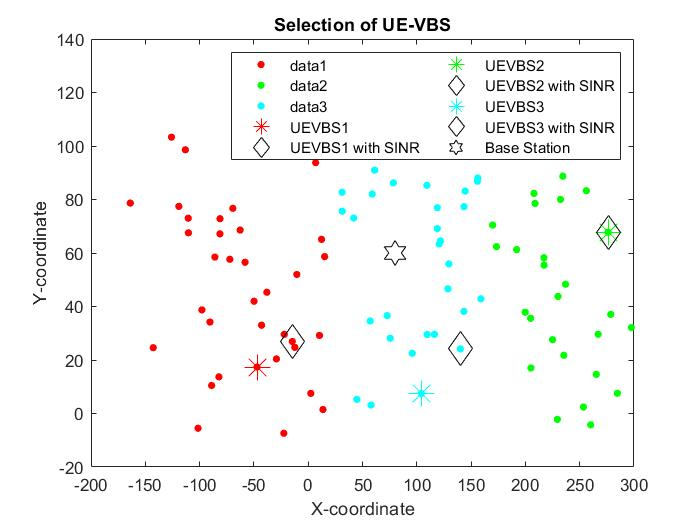 Selection of UE-VBS
140
120
100
80
60
40
20
0
-20
Y-coordinate
data1
data2
data3
UEVBS1
UEVBS1 with SINR
UEVBS2
UEVBS2 with SINR
UEVBS3
UEVBS3 with SINR
Base Station
-200 -150 -100 -50 0 50 100 150 200 250 300
X-coordinate